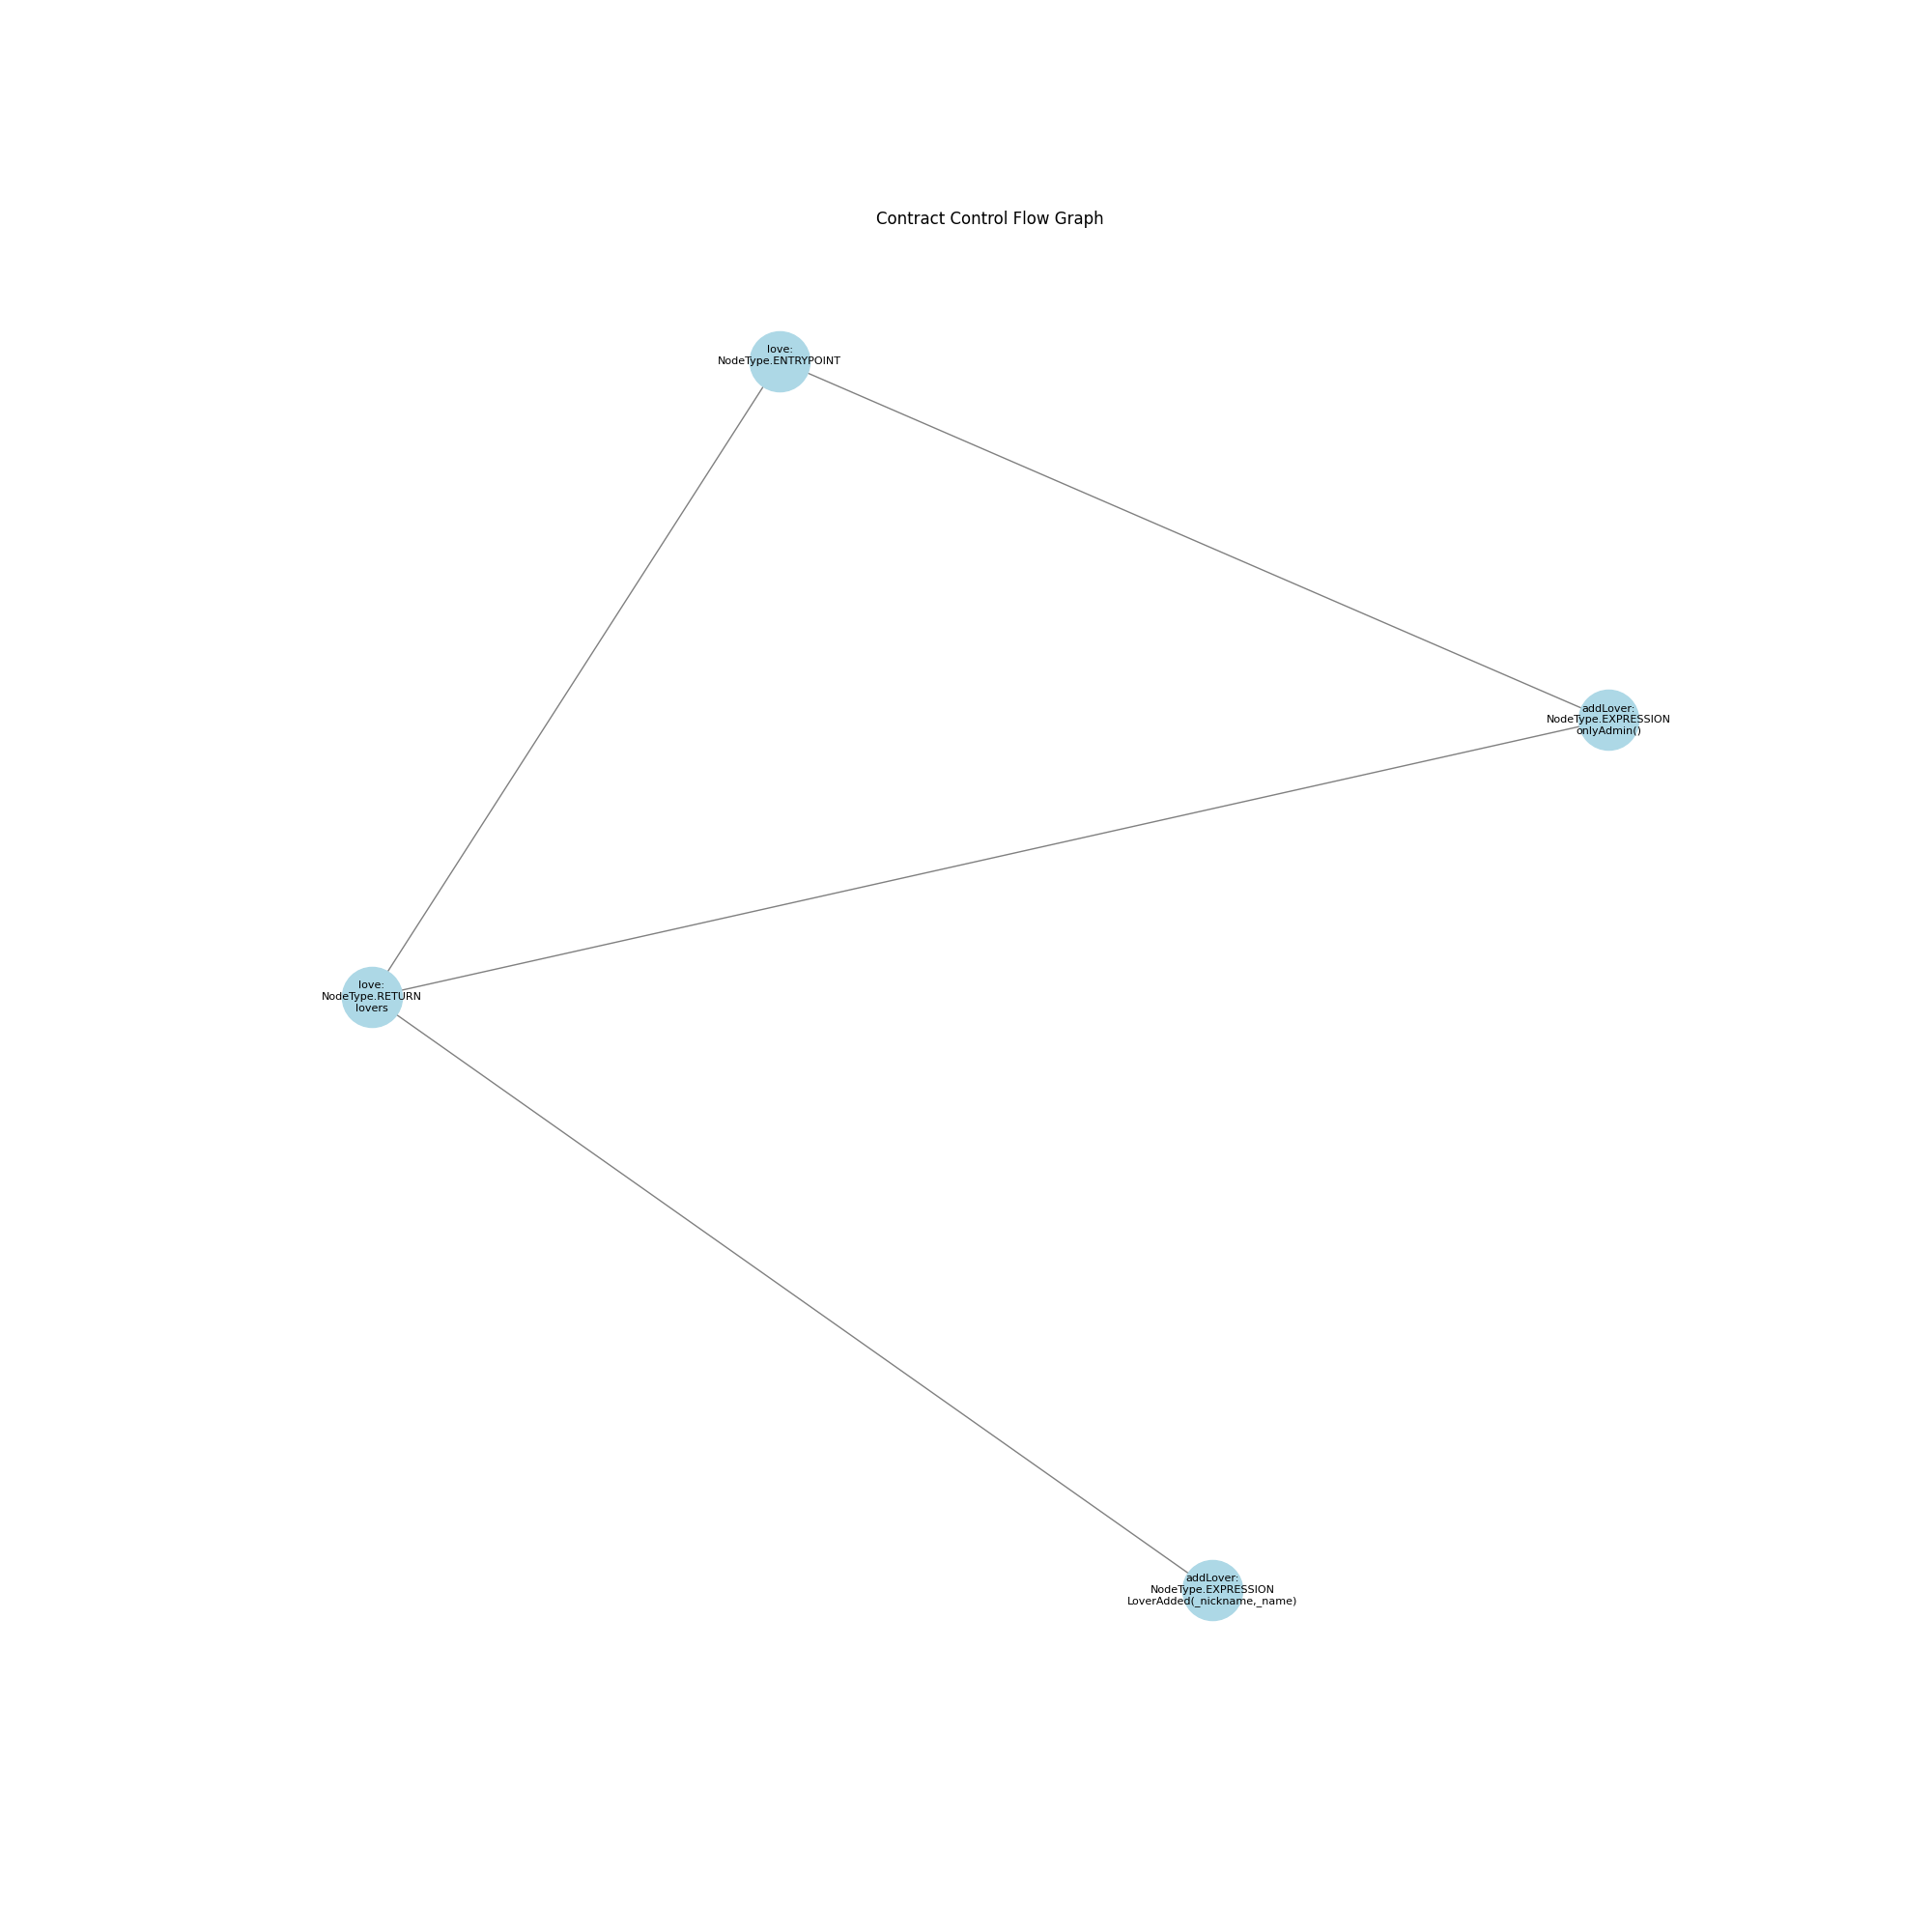 Contract Control Flow Graph
love:
NodeType.ENTRYPOINT
addLover:
NodeType.EXPRESSION
onlyAdmin()
love:
NodeType.RETURN
lovers
addLover:
NodeType.EXPRESSION
LoverAdded(_nickname,_name)